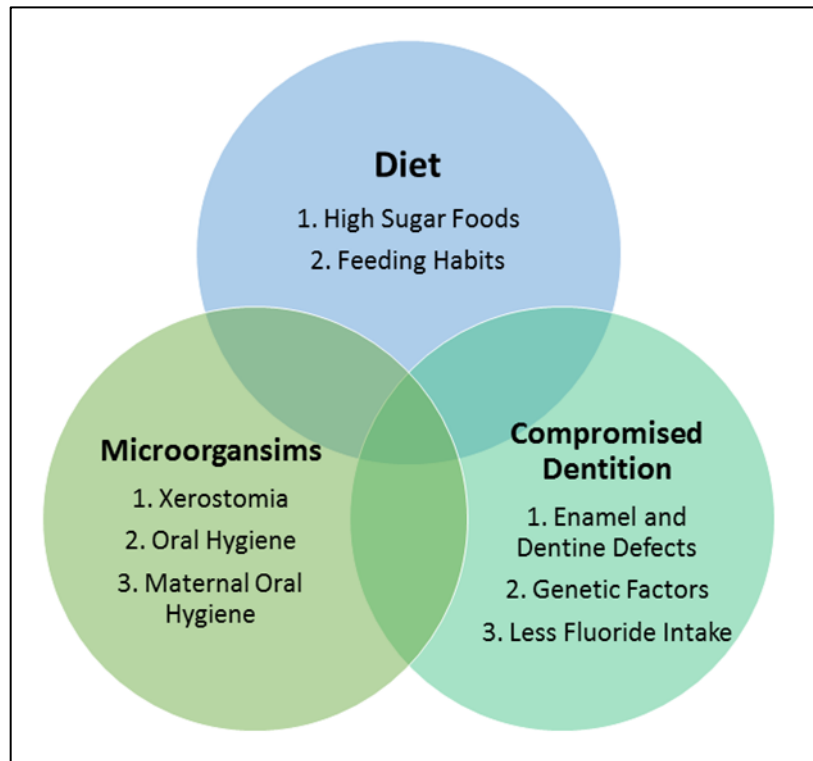 Diet
1. High Sugar Foods
2. Feeding Habits
Microorgansims
1. Xerostomia
2. Oral Hygiene
3. Maternal Oral
Hygiene
Compromised
Dentition
1. Enamel and
Dentine Defects
2. Genetic Factors
3. Less Fluoride Intake